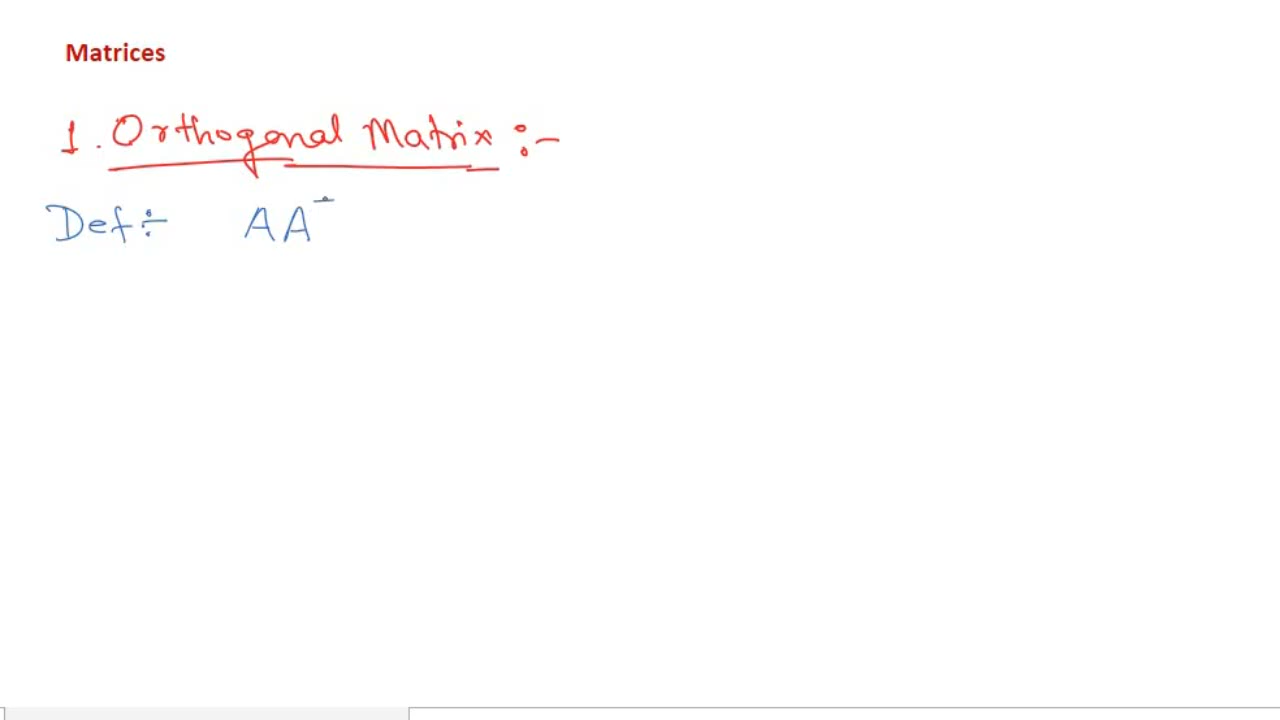 Matrices
1. Orthogonal Matrix :-
Def :- AA